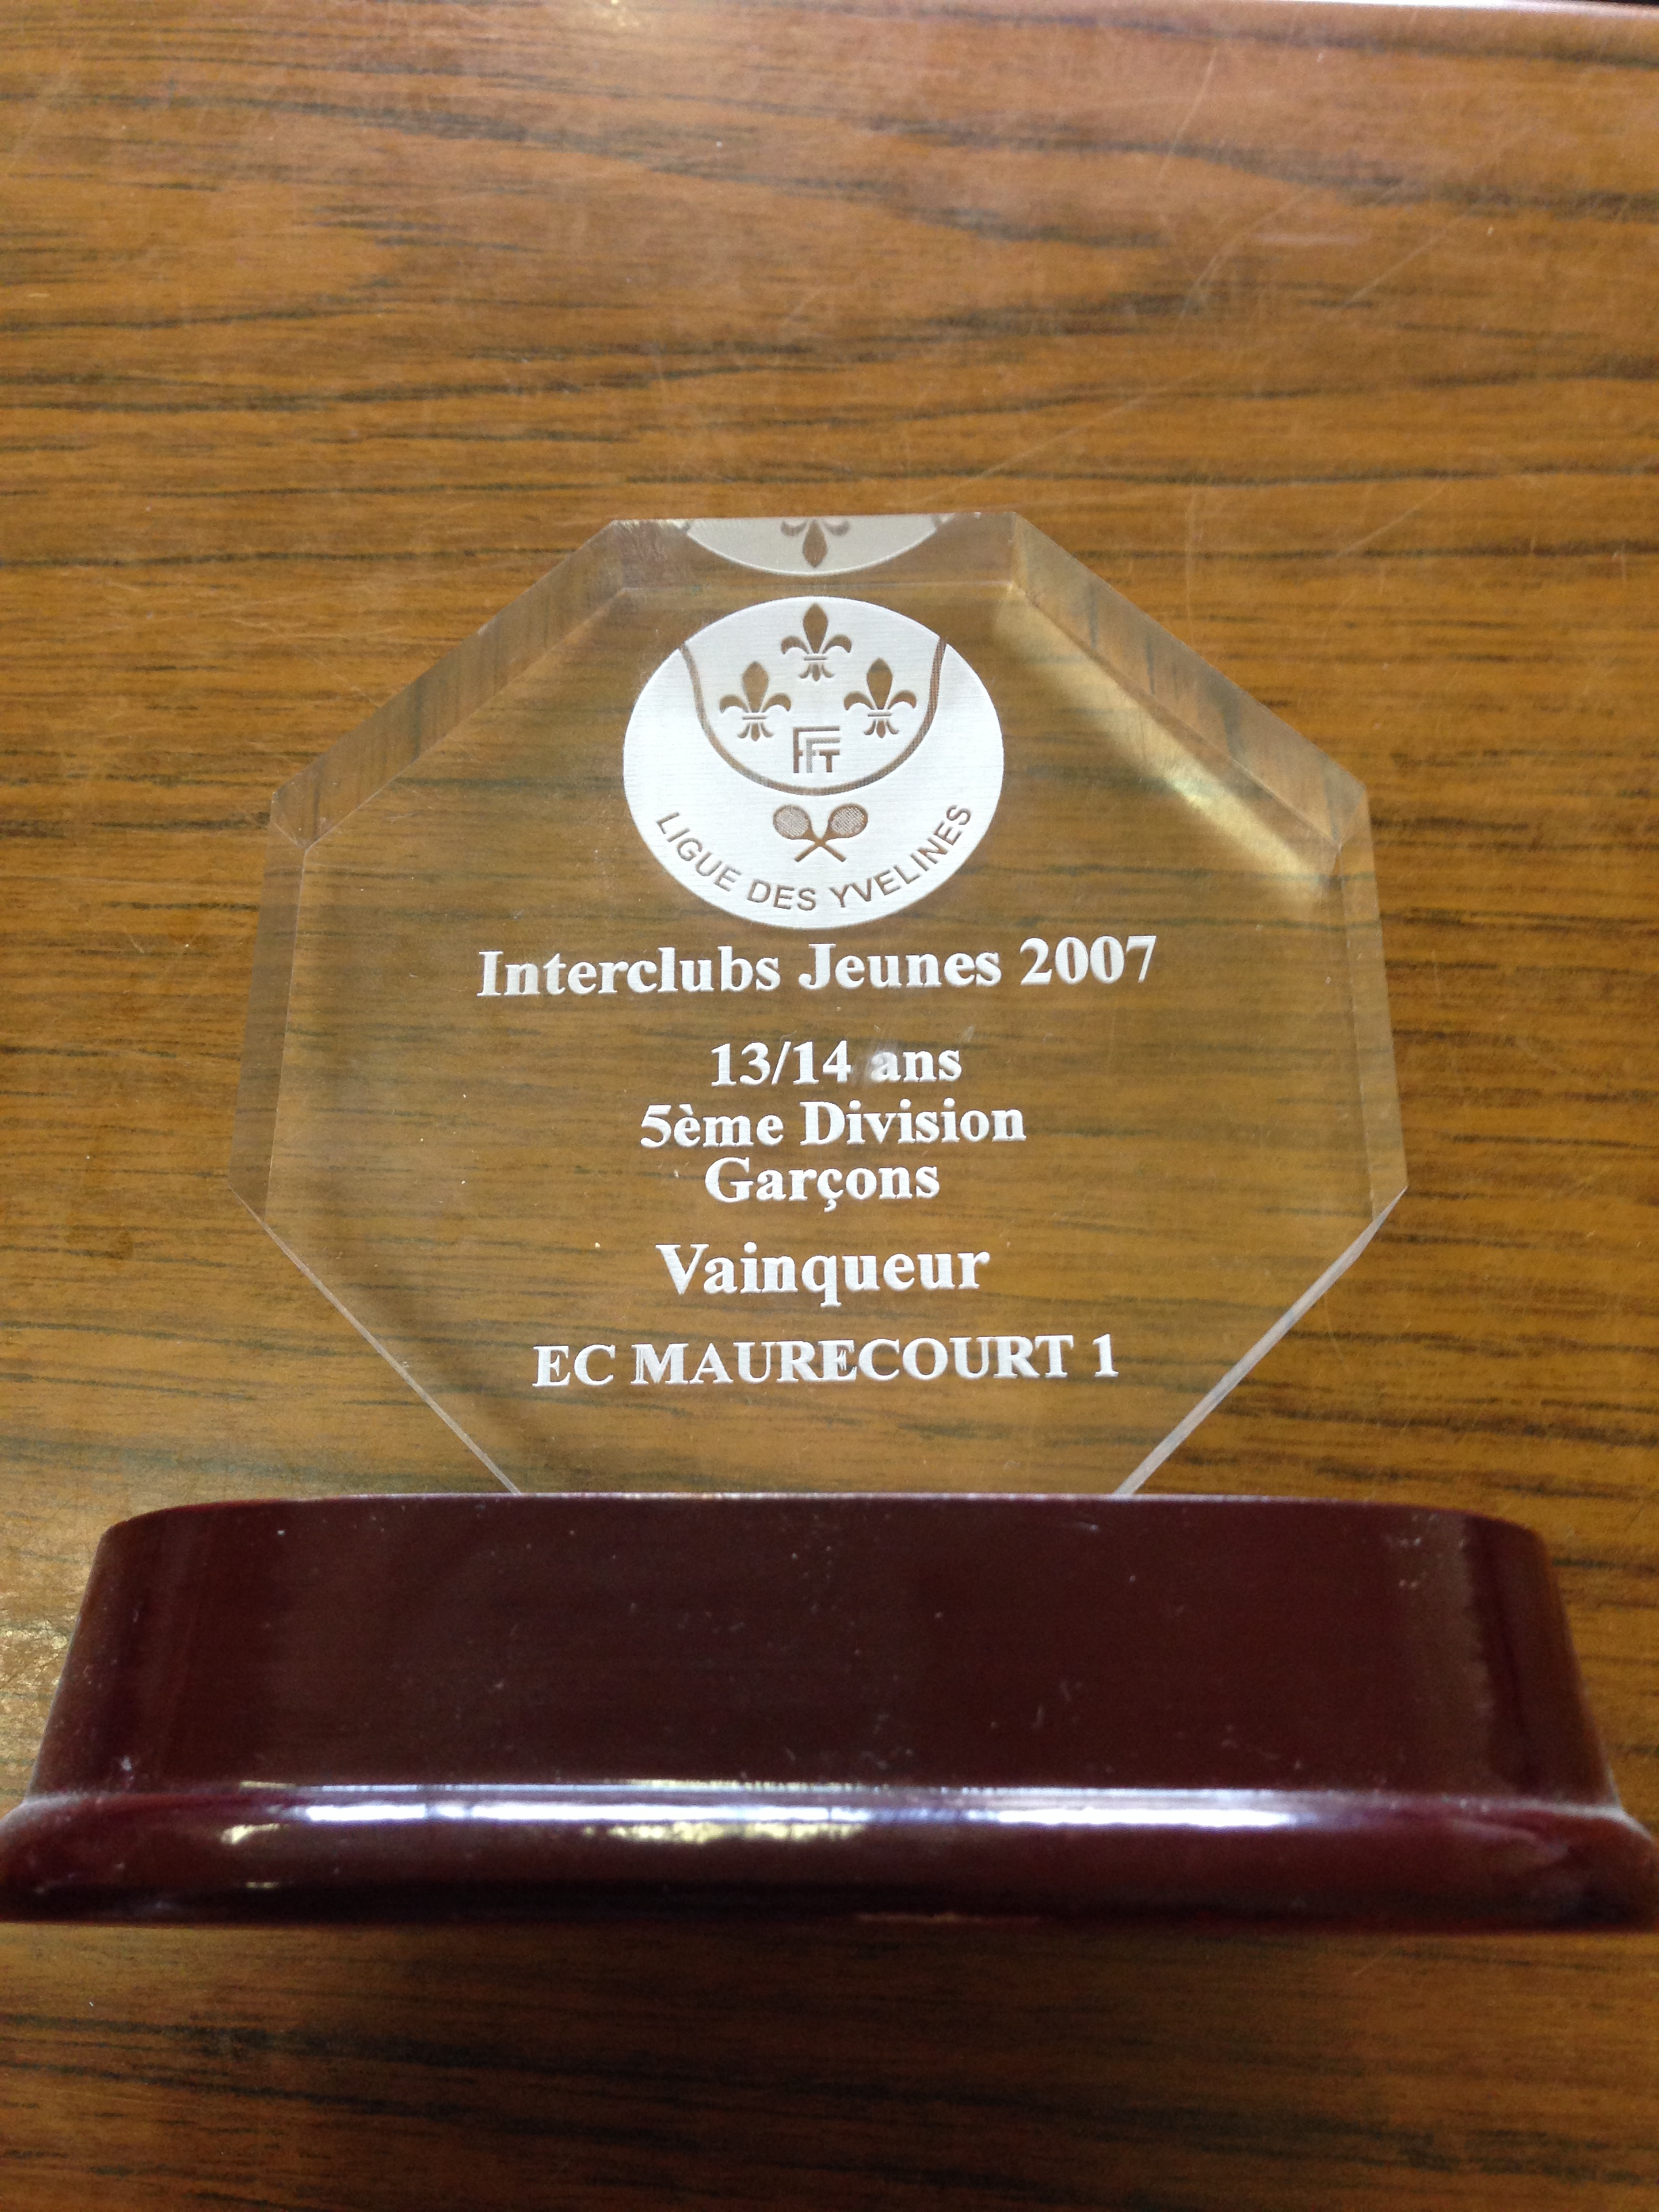 FFT
LIGUE DES YVELINES
Interclubs Jeunes 2007
13/14 ans
5ème Division
Garçons
Vainqueur
EC MAURECOURT 1